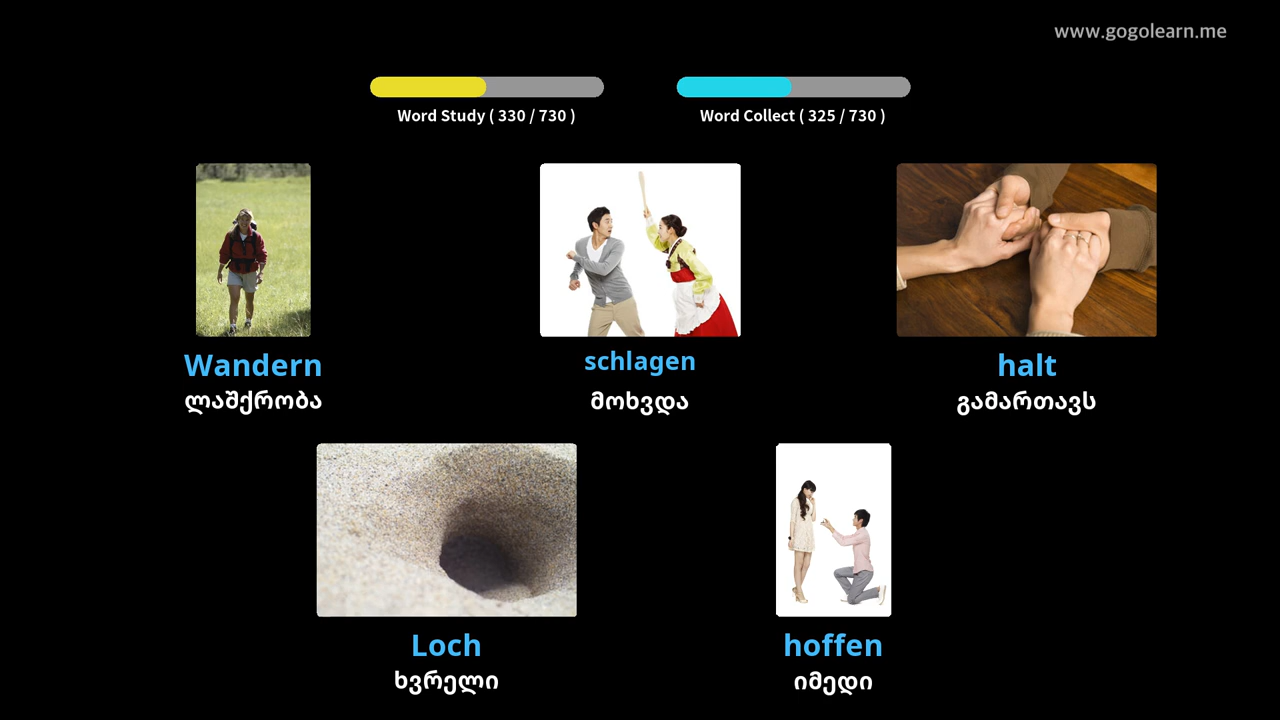 www.gogolearn.me
Word Study ( 330 / 730 )
Word Collect ( 325 / 730 )
Wandern
ლაშქრობა
schlagen
მოხვდა
halt
გამართავს
Loch
ხვრელი
hoffen
იმედი